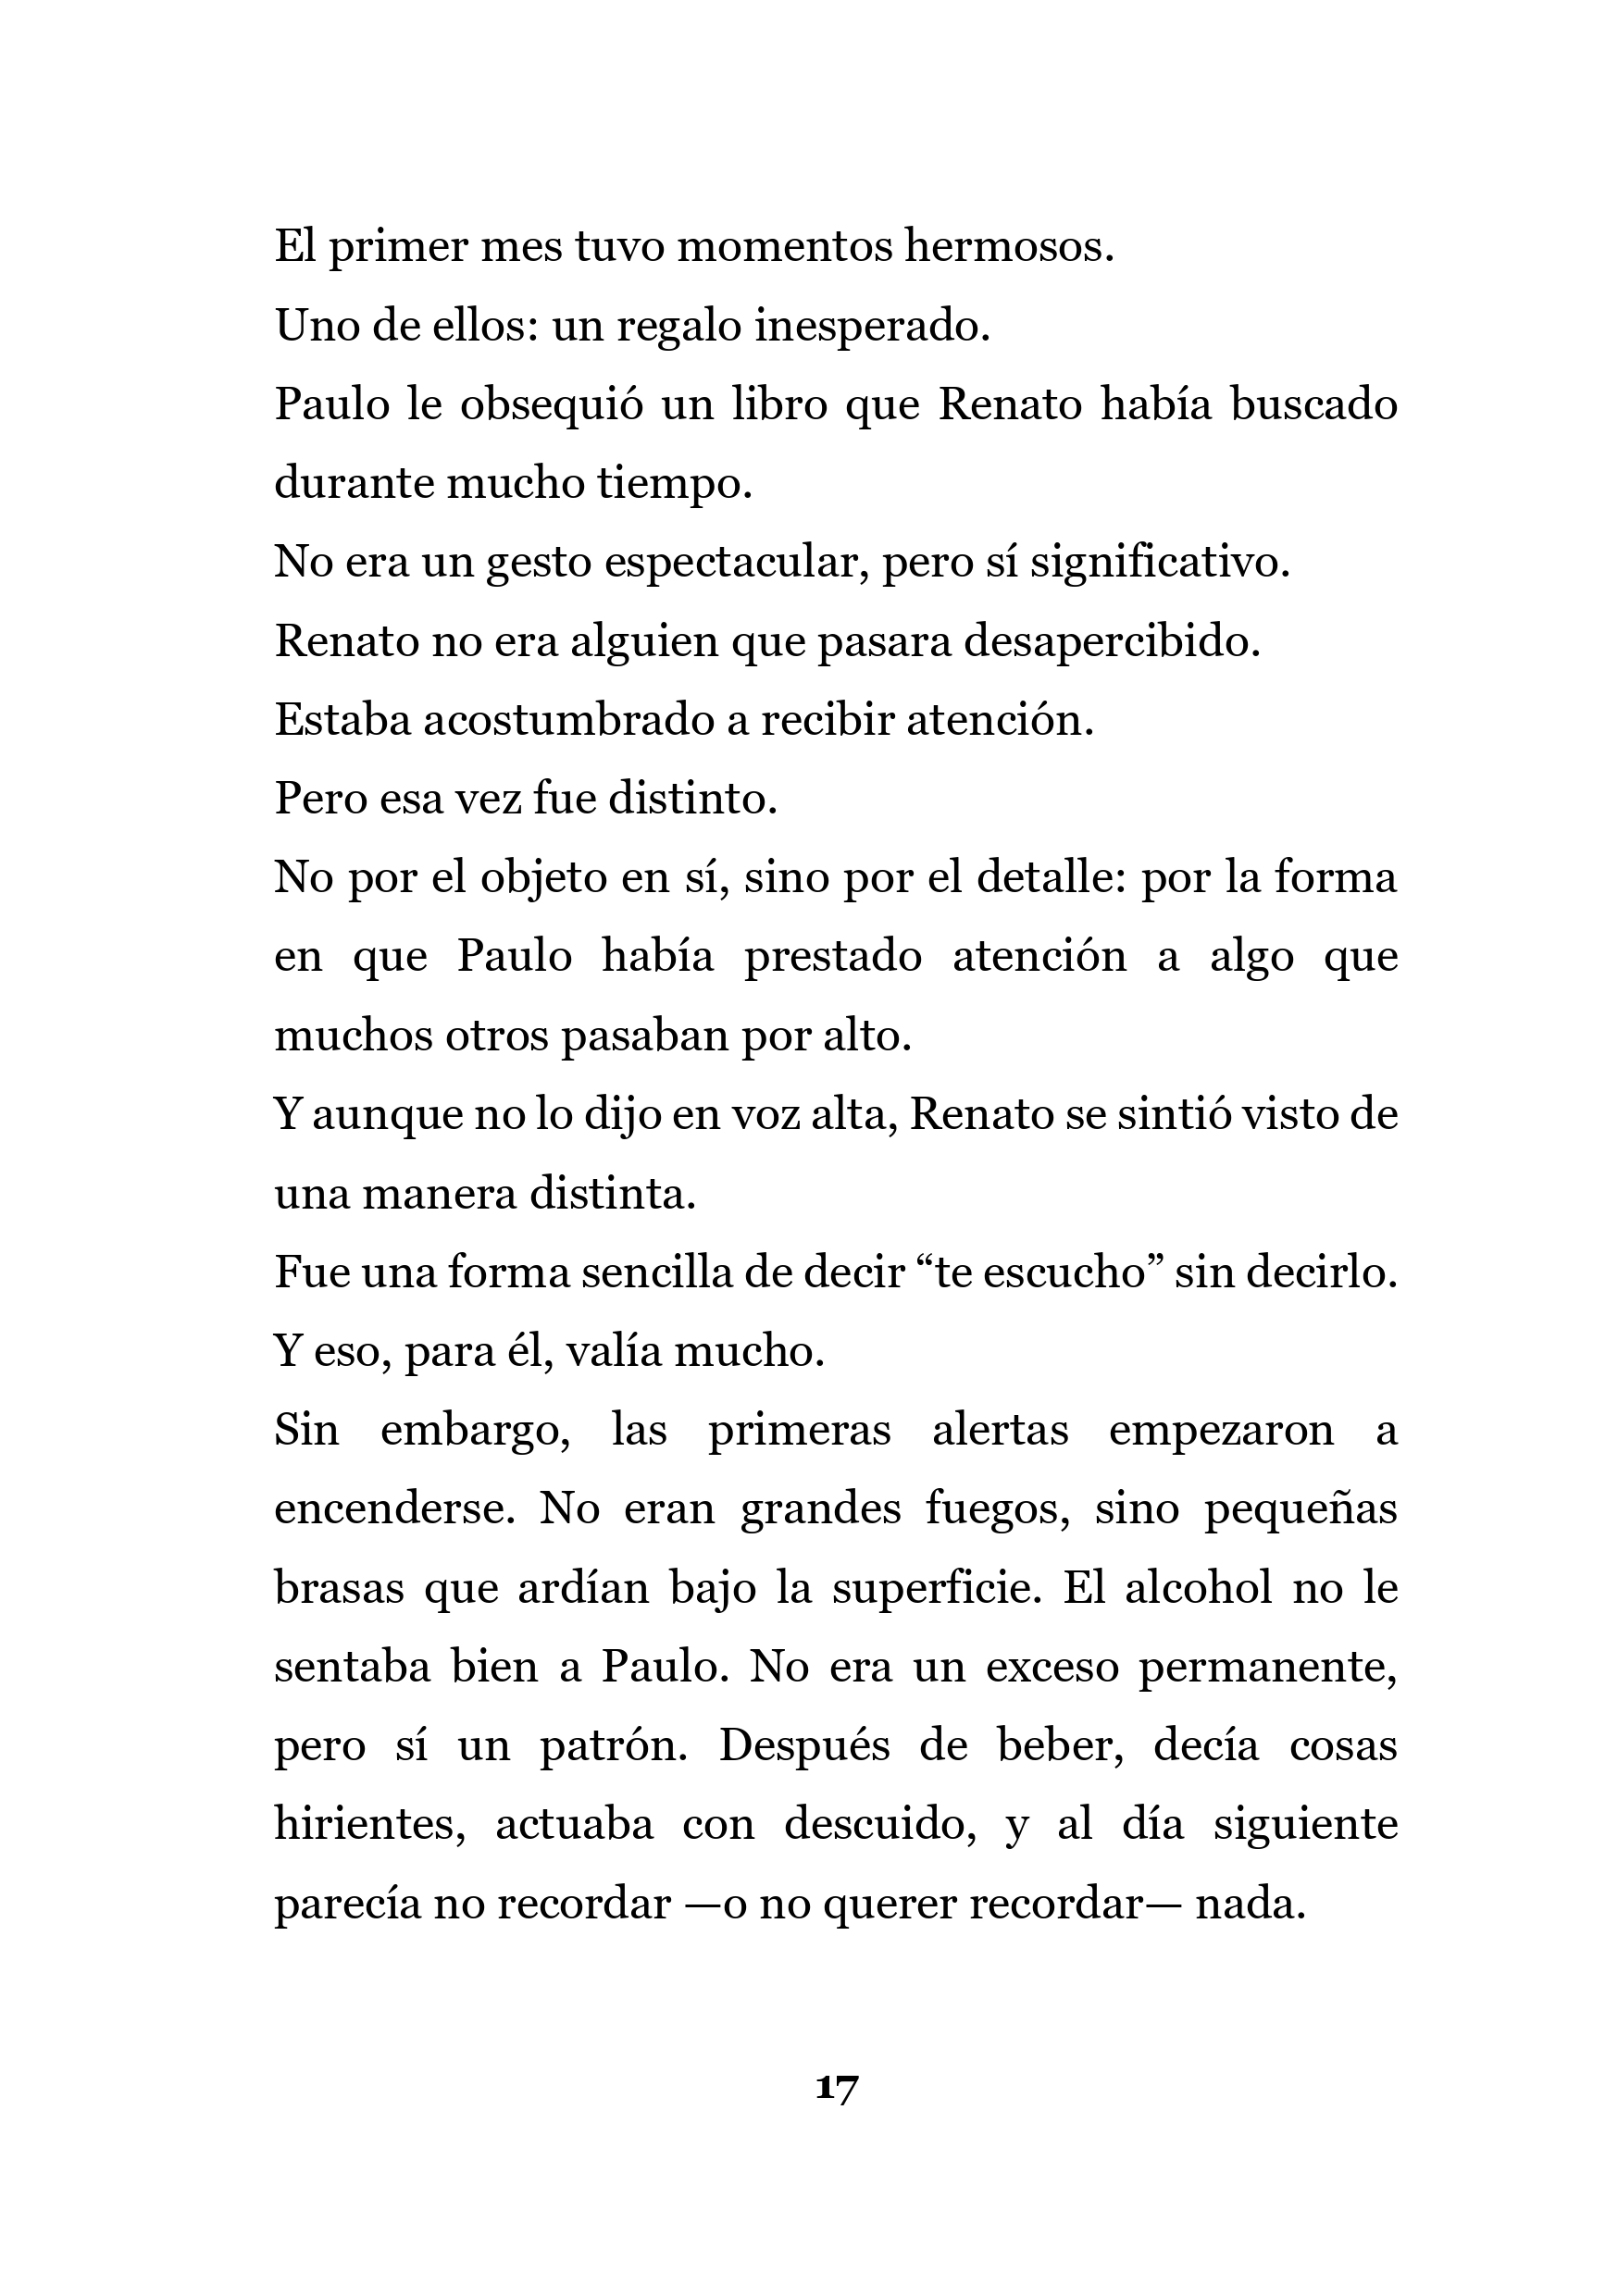 El primer mes tuvo momentos hermosos.
Uno de ellos: un regalo inesperado.
Paulo le obsequió un libro que Renato había buscado
durante mucho tiempo.
No era un gesto espectacular, pero sí significativo.
Renato no era alguien que pasara desapercibido.
Estaba acostumbrado a recibir atención.
Pero esa vez fue distinto.
No por el objeto en sí, sino por el detalle: por la forma
en que Paulo había prestado atención a algo que
muchos otros pasaban por alto.
Y aunque no lo dijo en voz alta, Renato se sintió visto de
una manera distinta.
Fue una forma sencilla de decir “te escucho” sin decirlo.
Y eso, para él, valía mucho.
Sin embargo, las primeras alertas empezaron a
encenderse. No eran grandes fuegos, sino pequeñas
brasas que ardían bajo la superficie. El alcohol no le
sentaba bien a Paulo. No era un exceso permanente,
pero sí un patrón. Después de beber, decía cosas
hirientes, actuaba con descuido, y al día siguiente
parecía no recordar —o no querer recordar— nada.
17